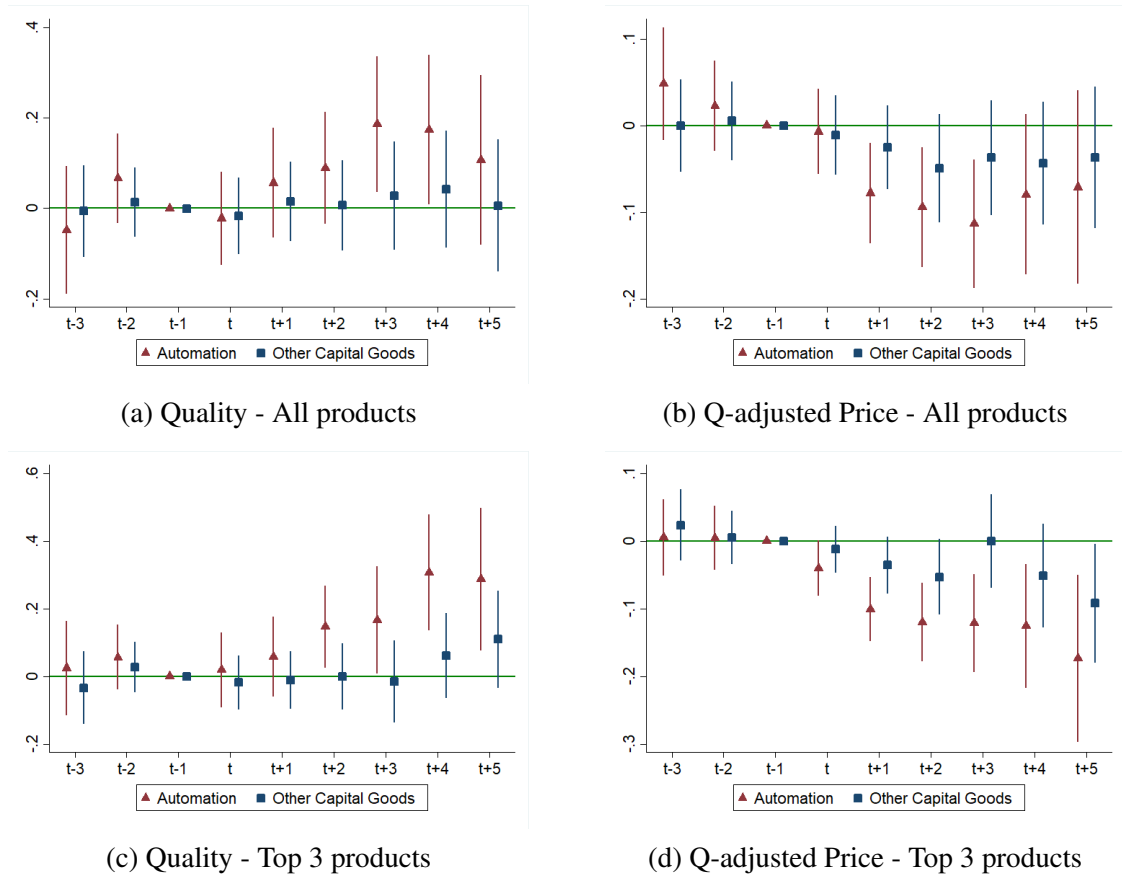 .4
.2
0
-.2
t-3 t-2 t-1 t t+1 t+2 t+3 t+4 t+5
Automation Other Capital Goods
(a) Quality - All products
.1
0
-.1
-.2
t-3 t-2 t-1 t t+1 t+2 t+3 t+4 t+5
Automation Other Capital Goods
(b) Q-adjusted Price - All products
.6
.4
.2
0
-.2
t-3 t-2 t-1 t t+1 t+2 t+3 t+4 t+5
Automation Other Capital Goods
(c) Quality - Top 3 products
.1
0
-.1
-.2
-.3
t-3 t-2 t-1 t t+1 t+2 t+3 t+4 t+5
Automation Other Capital Goods
(d) Q-adjusted Price - Top 3 products